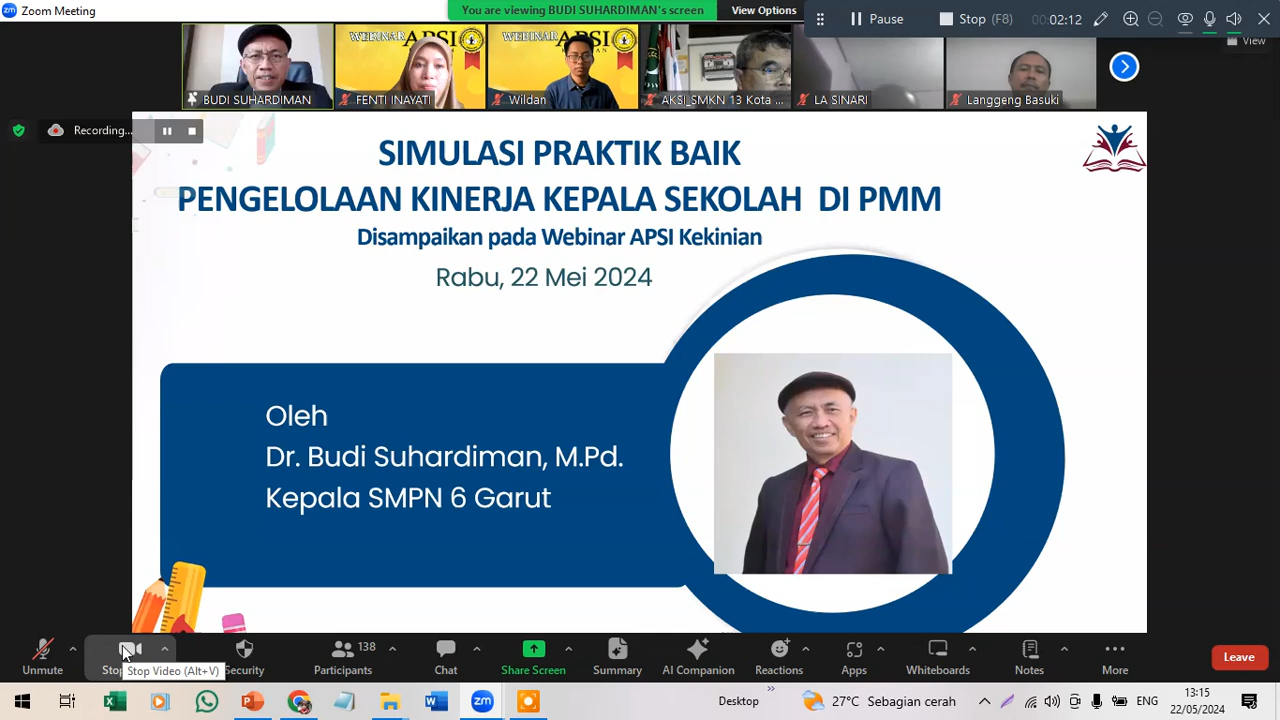 Zoom Meeting
You are viewing BUDI SUHARDIMAN's screen
View Options
Pause
Stop (F8)
00:02:12
View
WEBINAR APSI
WEBINAR APSI
BUDI SUHARDIMAN
FENTI INAYATI
Wildan
AKSI_SMKN 13 Kota ...
LA SINARI
Langgeng Basuki
Recording...
SIMULASI PRAKTIK BAIK
PENGELOLAAN KINERJA KEPALA SEKOLAH DI PMM
Disampaikan pada Webinar APSI Kekinian
Rabu, 22 Mei 2024
Oleh
Dr. Budi Suhardiman, M.Pd.
Kepala SMPN 6 Garut
138
Unmute
Stop Video (Alt+V)
Participants
Chat
Share Screen
Summary
AI Companion
Reactions
Apps
Whiteboards
Notes
More
Leave
Desktop
27°C Sebagian cerah
ENG
13:15
22/05/2024